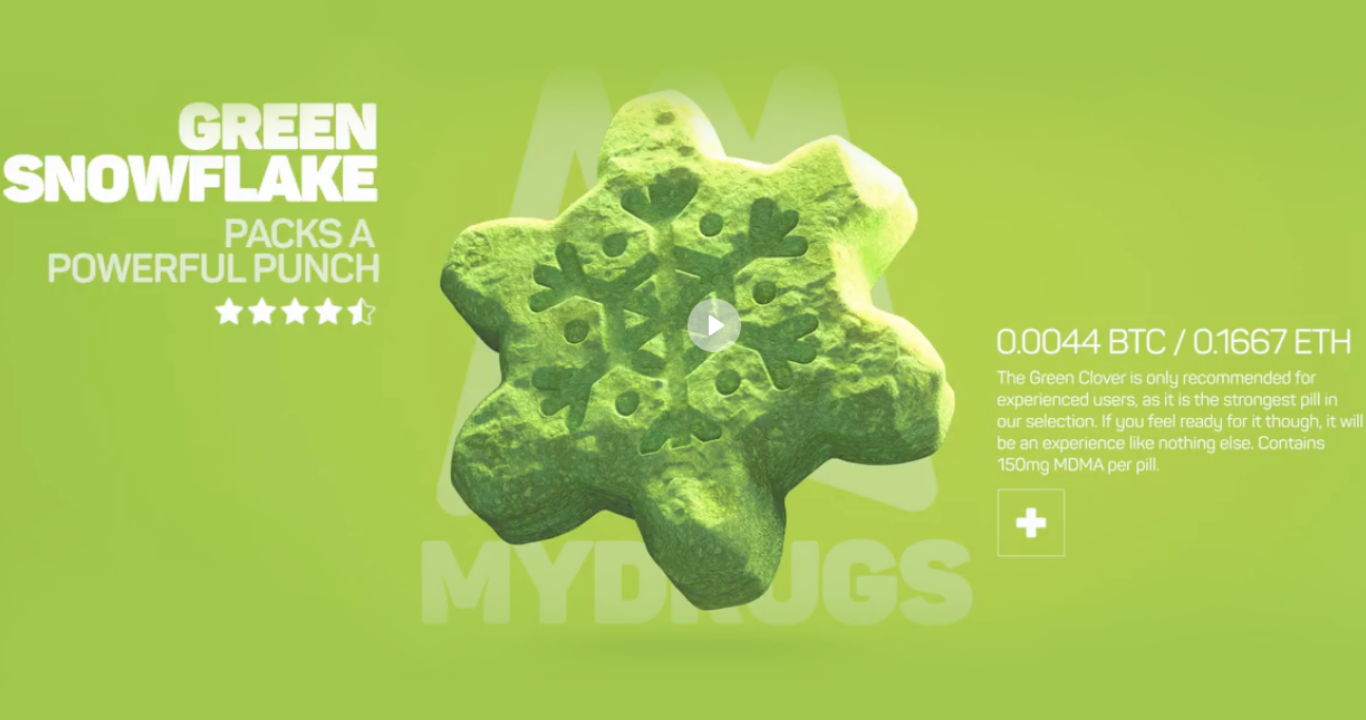 GREEN
SNOWFLAKE
PACKS A
POWERFUL PUNCH
MYDRUGS
0.0044 BTC / 0.1667 ETH
The Green Clover is only recommended for
experienced users, as it is the strongest pill in
our selection. If you feel ready for it though, it will
be an experience like nothing else. Contains
150mg MDMA per pill.